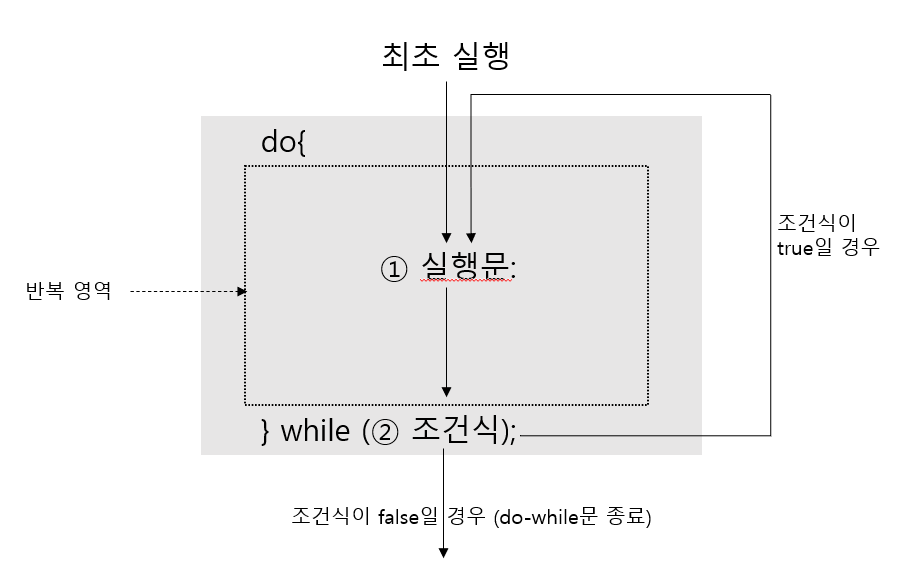 최초 실행
do{
조건식이
true일 경우
① 실행문:
반복 영역
} while (② 조건식);
조건식이 false일 경우 (do-while문 종료)